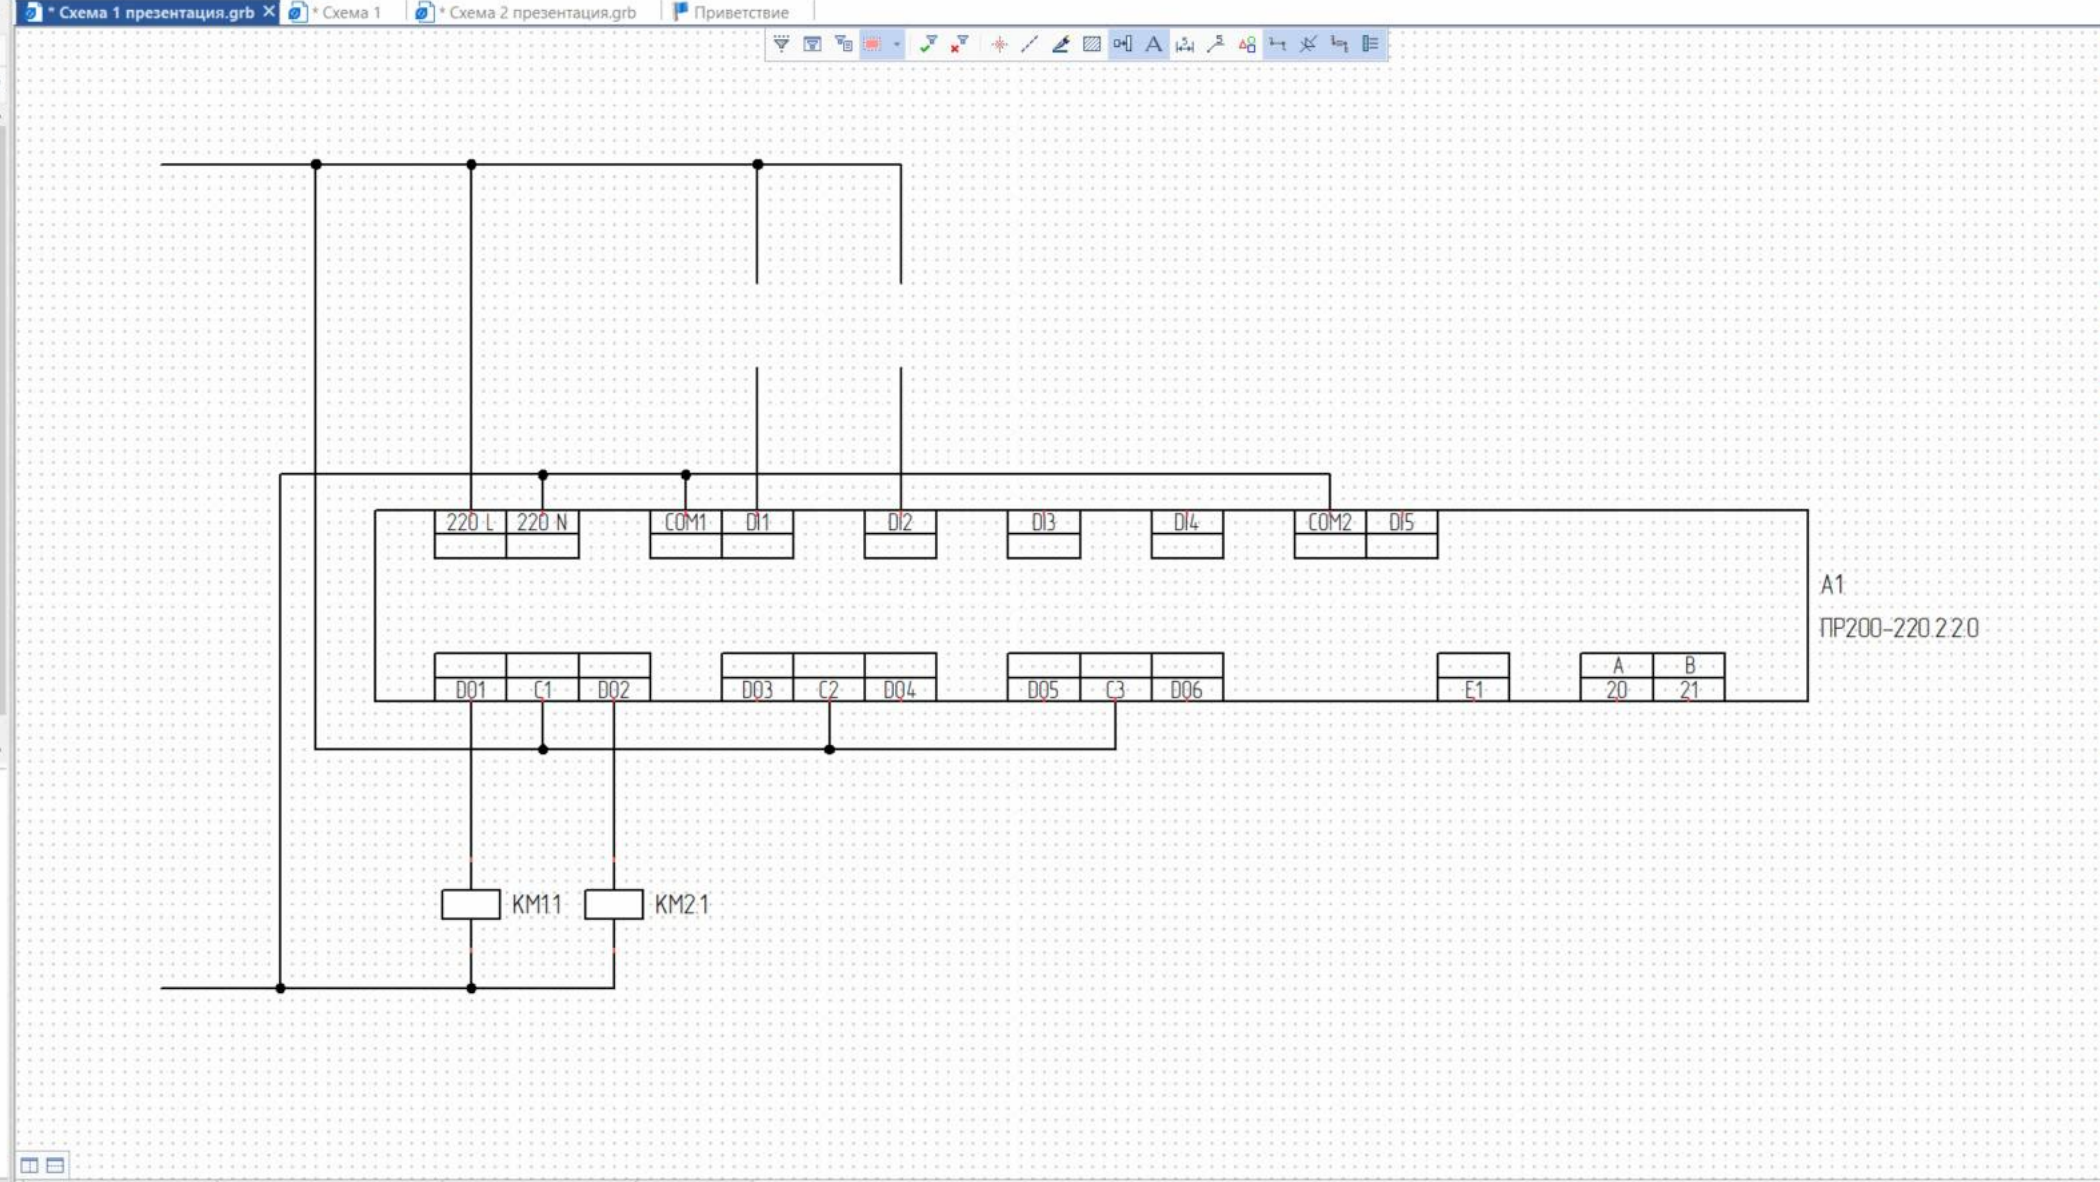 * Схема 1 презентация.grb
* Схема 1
* Схема 2 презентация.grb
Приветствие
220 L 220 N COM1 DI1 DI2 DI3 DI4 COM2 DI5
A1
ПР200-220.2.2.0
A B
DO1 C1 DO2 DO3 C2 DO4 DO5 C3 DO6 E1 20 21
KM1.1 KM2.1